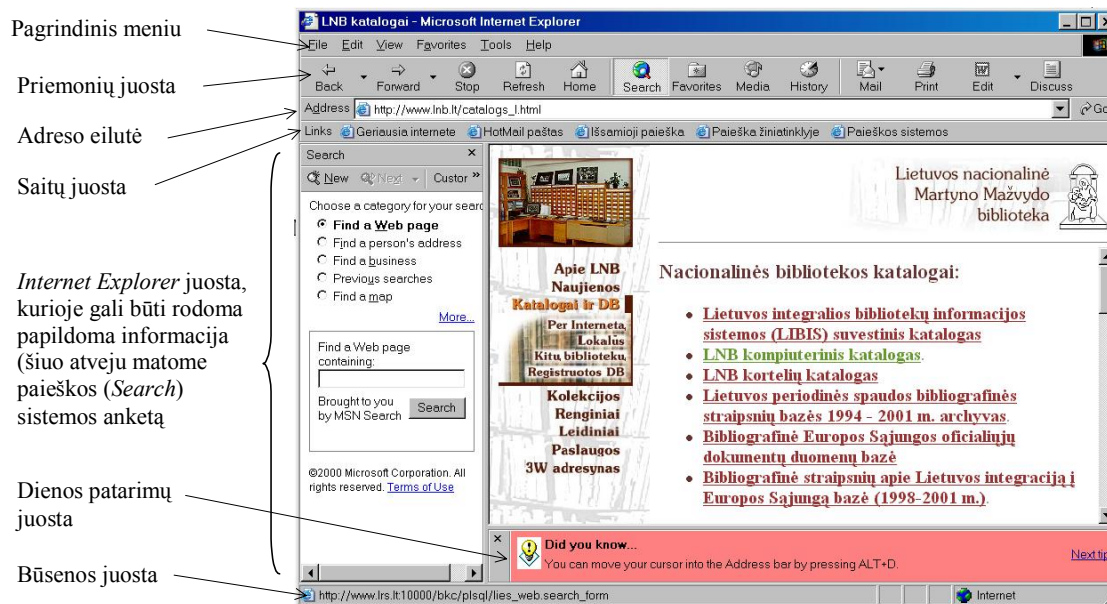 Pagrindinis meniu
Priemonių juosta
Adreso eilutė
Saitų juosta
Internet Explorer juosta,
kurioje gali būti rodoma
papildoma informacija
(šiuo atveju matome
paieškos (Search)
sistemos anketą
Dienos patarimų
juosta
Būsenos juosta
LNB katalogai - Microsoft Internet Explorer
File Edit View Favorites Tools Help
Back Forward Stop Refresh Home Search Favorites Media History Mail Print Edit Discuss
Address http://www.lnb.lt/catalogs_l.html Go
Links Geriausia internete HotMail paštas Išsamioji paieška Paieška žiniatinklyje Paieškos sistemos
Search
New Next Custor
Choose a category for your searc
Find a Web page
Find a person's address
Find a business
Previous searches
Find a map
More...
Find a Web page
containing:
Brought to you
by MSN Search
Search
©2000 Microsoft Corporation. All
rights reserved. Terms of Use
Lietuvos nacionalinė
Martyno Mažvydo
biblioteka
Apie LNB
Naujienos
Katalogai ir DB
Per Internetą
Lokalus
Kitų bibliotekų
Registruotos DB
Kolekcijos
Renginiai
Leidiniai
Paslaugos
3W adresynas
Nacionalinės bibliotekos katalogai:
Lietuvos integralios bibliotekų informacijos
sistemos (LIBIS) suvestinis katalogas
LNB kompiuterinis katalogas.
LNB kortelių katalogas
Lietuvos periodinės spaudos bibliografinės
straipsnių bazės 1994 - 2001 m. archyvas.
Bibliografinė Europos Sąjungos oficialiųjų
dokumentų duomenų bazė
Bibliografinė straipsnių apie Lietuvos integraciją į
Europos Sąjungą bazė (1998-2001 m.).
Did you know...
You can move your cursor into the Address bar by pressing ALT+D.
Next tip
http://www.lrs.lt:10000/bkc/plsql/lies_web.search_form
Internet